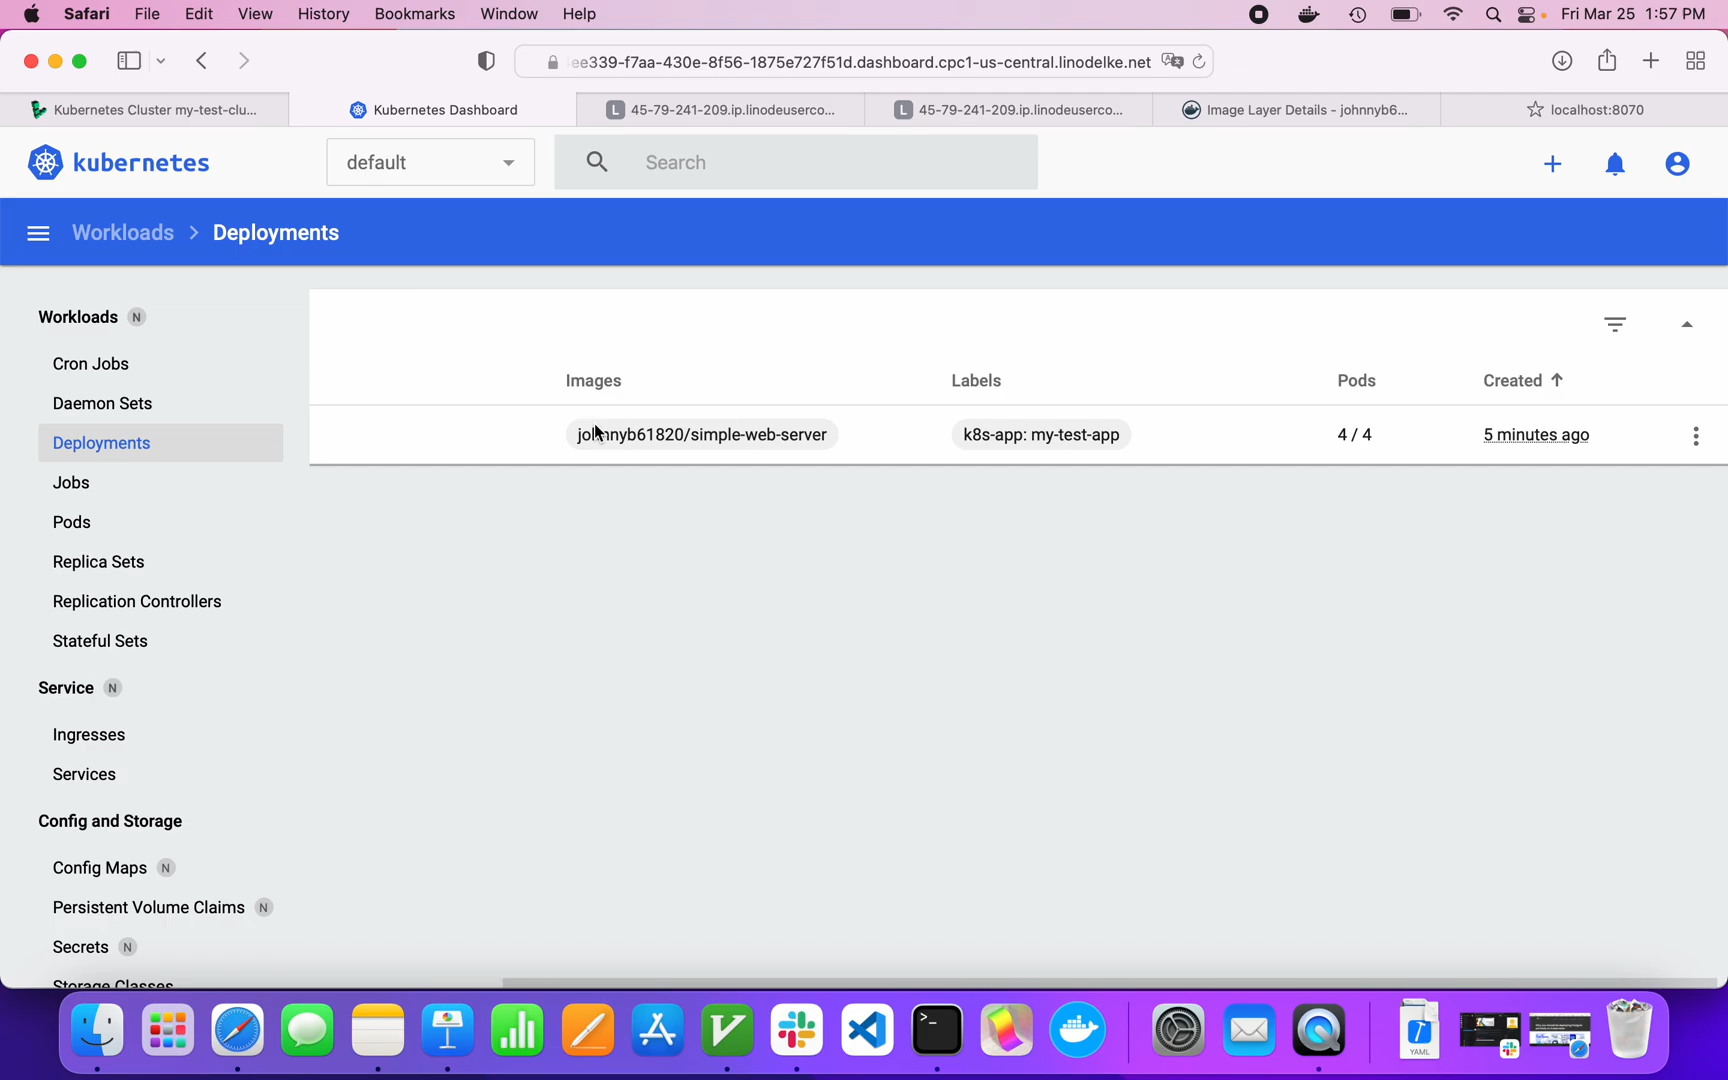 Safari File Edit View History Bookmarks Window Help Fri Mar 25 1:57 PM
ee339-f7aa-430e-8f56-1875e727f51d.dashboard.cpc1-us-central.linodelke.net
Kubernetes Cluster my-test-clu... Kubernetes Dashboard L 45-79-241-209.ip.linodeuserco... L 45-79-241-209.ip.linodeuserco... Image Layer Details - johnnyb6... localhost:8070
kubernetes default Search
Workloads > Deployments
Workloads N
Cron Jobs
Daemon Sets
Deployments
Jobs
Pods
Replica Sets
Replication Controllers
Stateful Sets
Service N
Ingresses
Services
Config and Storage
Config Maps N
Persistent Volume Claims N
Secrets N
Storage Classes
Images Labels Pods Created
johnnyb61820/simple-web-server k8s-app: my-test-app 4 / 4 5 minutes ago
YAML